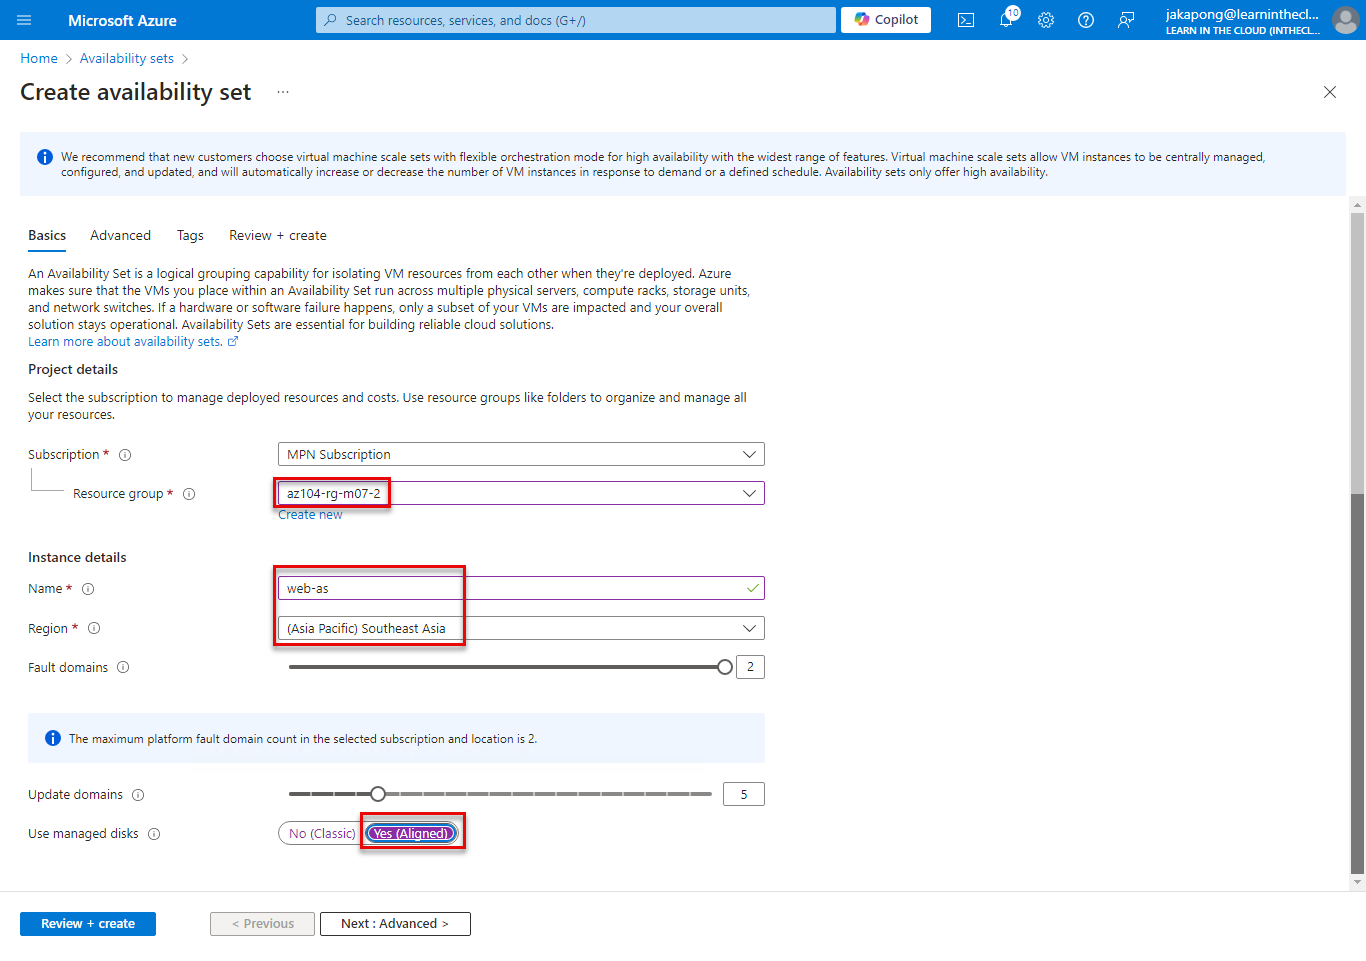 Microsoft Azure
Search resources, services, and docs (G+/)
Copilot
10
jakapong@learninthecl...
LEARN IN THE CLOUD (INTHECL...
Home > Availability sets >
Create availability set ...
We recommend that new customers choose virtual machine scale sets with flexible orchestration mode for high availability with the widest range of features. Virtual machine scale sets allow VM instances to be centrally managed,
configured, and updated, and will automatically increase or decrease the number of VM instances in response to demand or a defined schedule. Availability sets only offer high availability.
Basics Advanced Tags Review + create
An Availability Set is a logical grouping capability for isolating VM resources from each other when they're deployed. Azure
makes sure that the VMs you place within an Availability Set run across multiple physical servers, compute racks, storage units,
and network switches. If a hardware or software failure happens, only a subset of your VMs are impacted and your overall
solution stays operational. Availability Sets are essential for building reliable cloud solutions.
Learn more about availability sets.
Project details
Select the subscription to manage deployed resources and costs. Use resource groups like folders to organize and manage all
your resources.
Subscription * MPN Subscription
Resource group * az104-rg-m07-2
Create new
Instance details
Name * web-as
Region * (Asia Pacific) Southeast Asia
Fault domains 2
The maximum platform fault domain count in the selected subscription and location is 2.
Update domains 5
Use managed disks No (Classic) Yes (Aligned)
Review + create < Previous Next : Advanced >